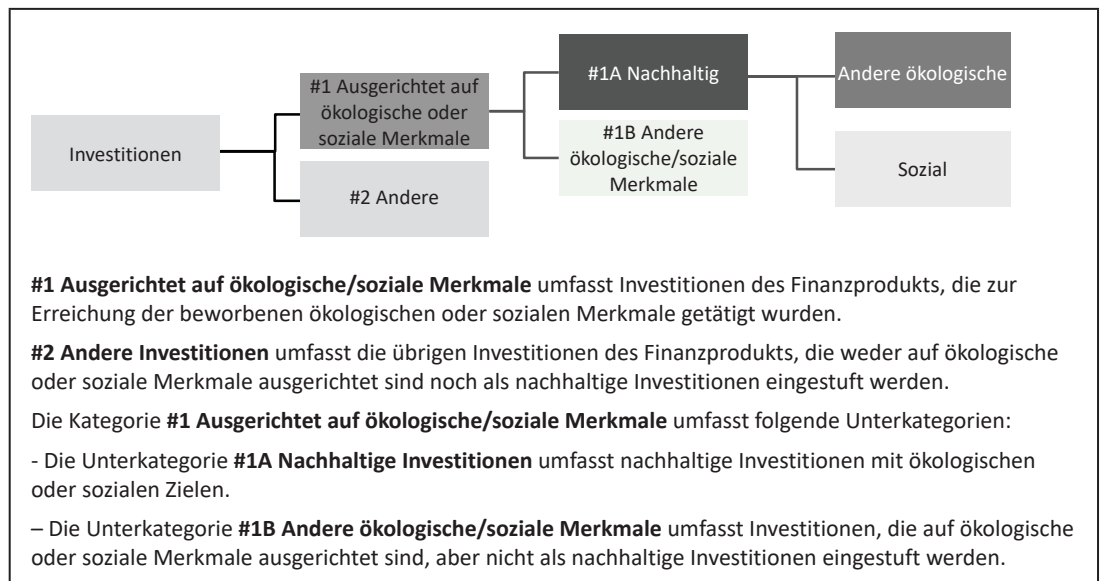 Investitionen
#1 Ausgerichtet auf
ökologische oder
soziale Merkmale
#2 Andere
#1A Nachhaltig
#1B Andere
ökologische/soziale
Merkmale
Andere ökologische
Sozial
#1 Ausgerichtet auf ökologische/soziale Merkmale umfasst Investitionen des Finanzprodukts, die zur
Erreichung der beworbenen ökologischen oder sozialen Merkmale getätigt wurden.
#2 Andere Investitionen umfasst die übrigen Investitionen des Finanzprodukts, die weder auf ökologische
oder soziale Merkmale ausgerichtet sind noch als nachhaltige Investitionen eingestuft werden.
Die Kategorie #1 Ausgerichtet auf ökologische/soziale Merkmale umfasst folgende Unterkategorien:
- Die Unterkategorie #1A Nachhaltige Investitionen umfasst nachhaltige Investitionen mit ökologischen
oder sozialen Zielen.
– Die Unterkategorie #1B Andere ökologische/soziale Merkmale umfasst Investitionen, die auf ökologische
oder soziale Merkmale ausgerichtet sind, aber nicht als nachhaltige Investitionen eingestuft werden.